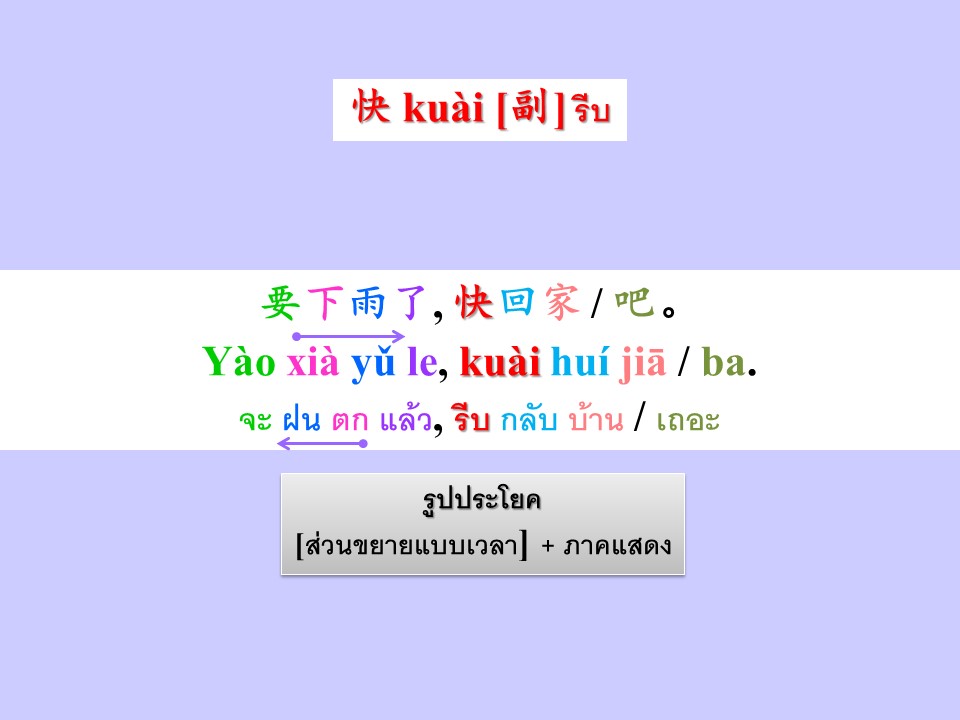 快 kuài [副] รีบ
要下雨了, 快回家 / 吧。
Yào xià yǔ le, kuài huí jiā / ba.
จะ ฝน ตก แล้ว, รีบ กลับ บ้าน / เถอะ
รูปประโยค
[ส่วนขยายแบบเวลา] + ภาคแสดง